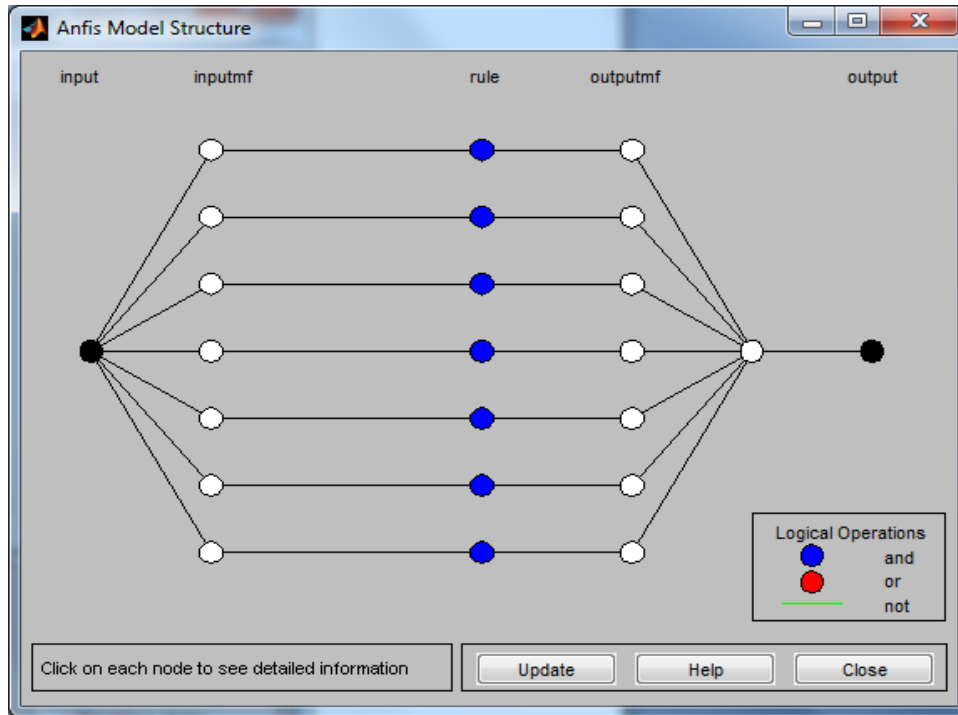 Anfis Model Structure
input inputmf rule outputmf output
Logical Operations
and
or
not
Click on each node to see detailed information
Update Help Close